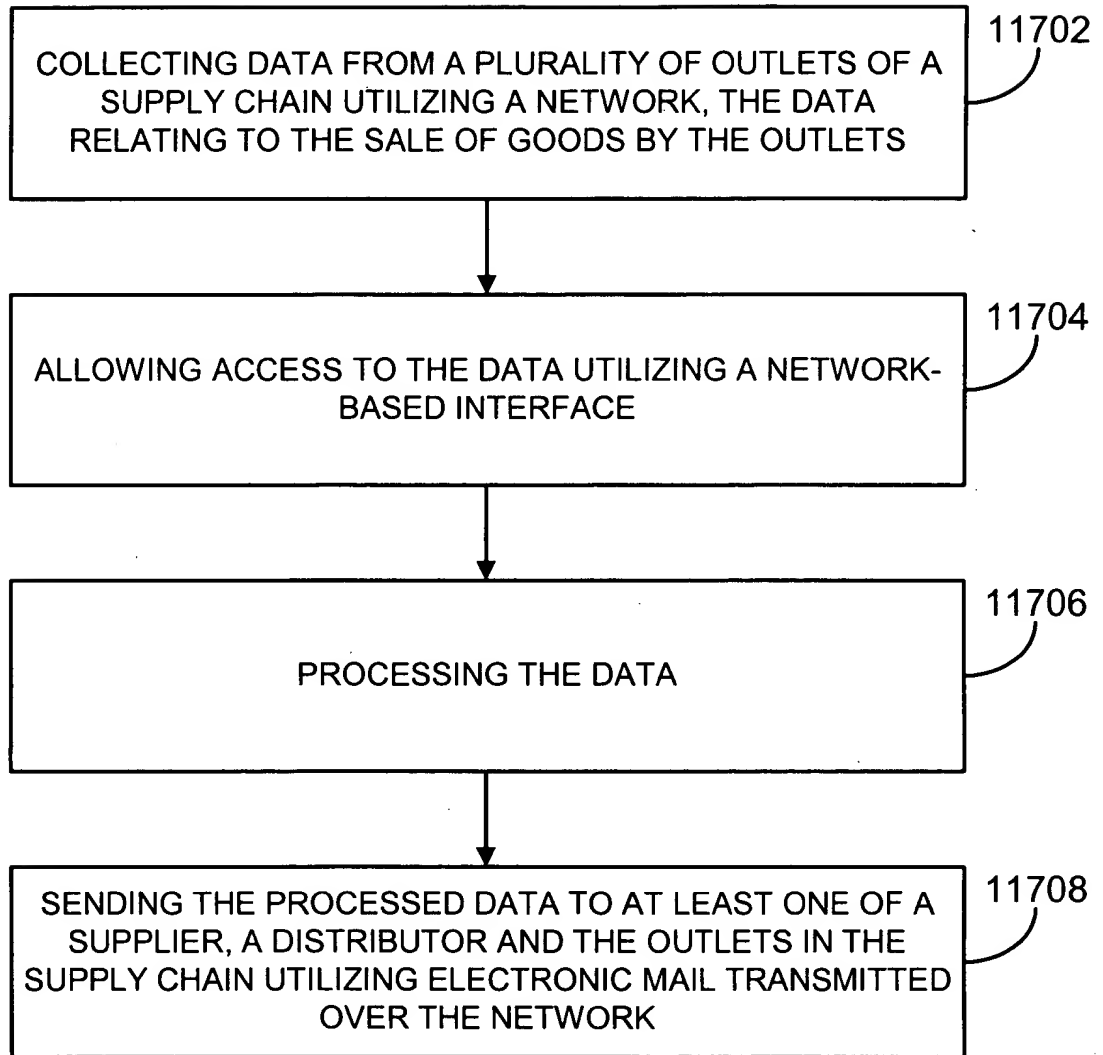 11702
COLLECTING DATA FROM A PLURALITY OF OUTLETS OF A
SUPPLY CHAIN UTILIZING A NETWORK, THE DATA
RELATING TO THE SALE OF GOODS BY THE OUTLETS
11704
ALLOWING ACCESS TO THE DATA UTILIZING A NETWORK-
BASED INTERFACE
11706
PROCESSING THE DATA
11708
SENDING THE PROCESSED DATA TO AT LEAST ONE OF A
SUPPLIER, A DISTRIBUTOR AND THE OUTLETS IN THE
SUPPLY CHAIN UTILIZING ELECTRONIC MAIL TRANSMITTED
OVER THE NETWORK